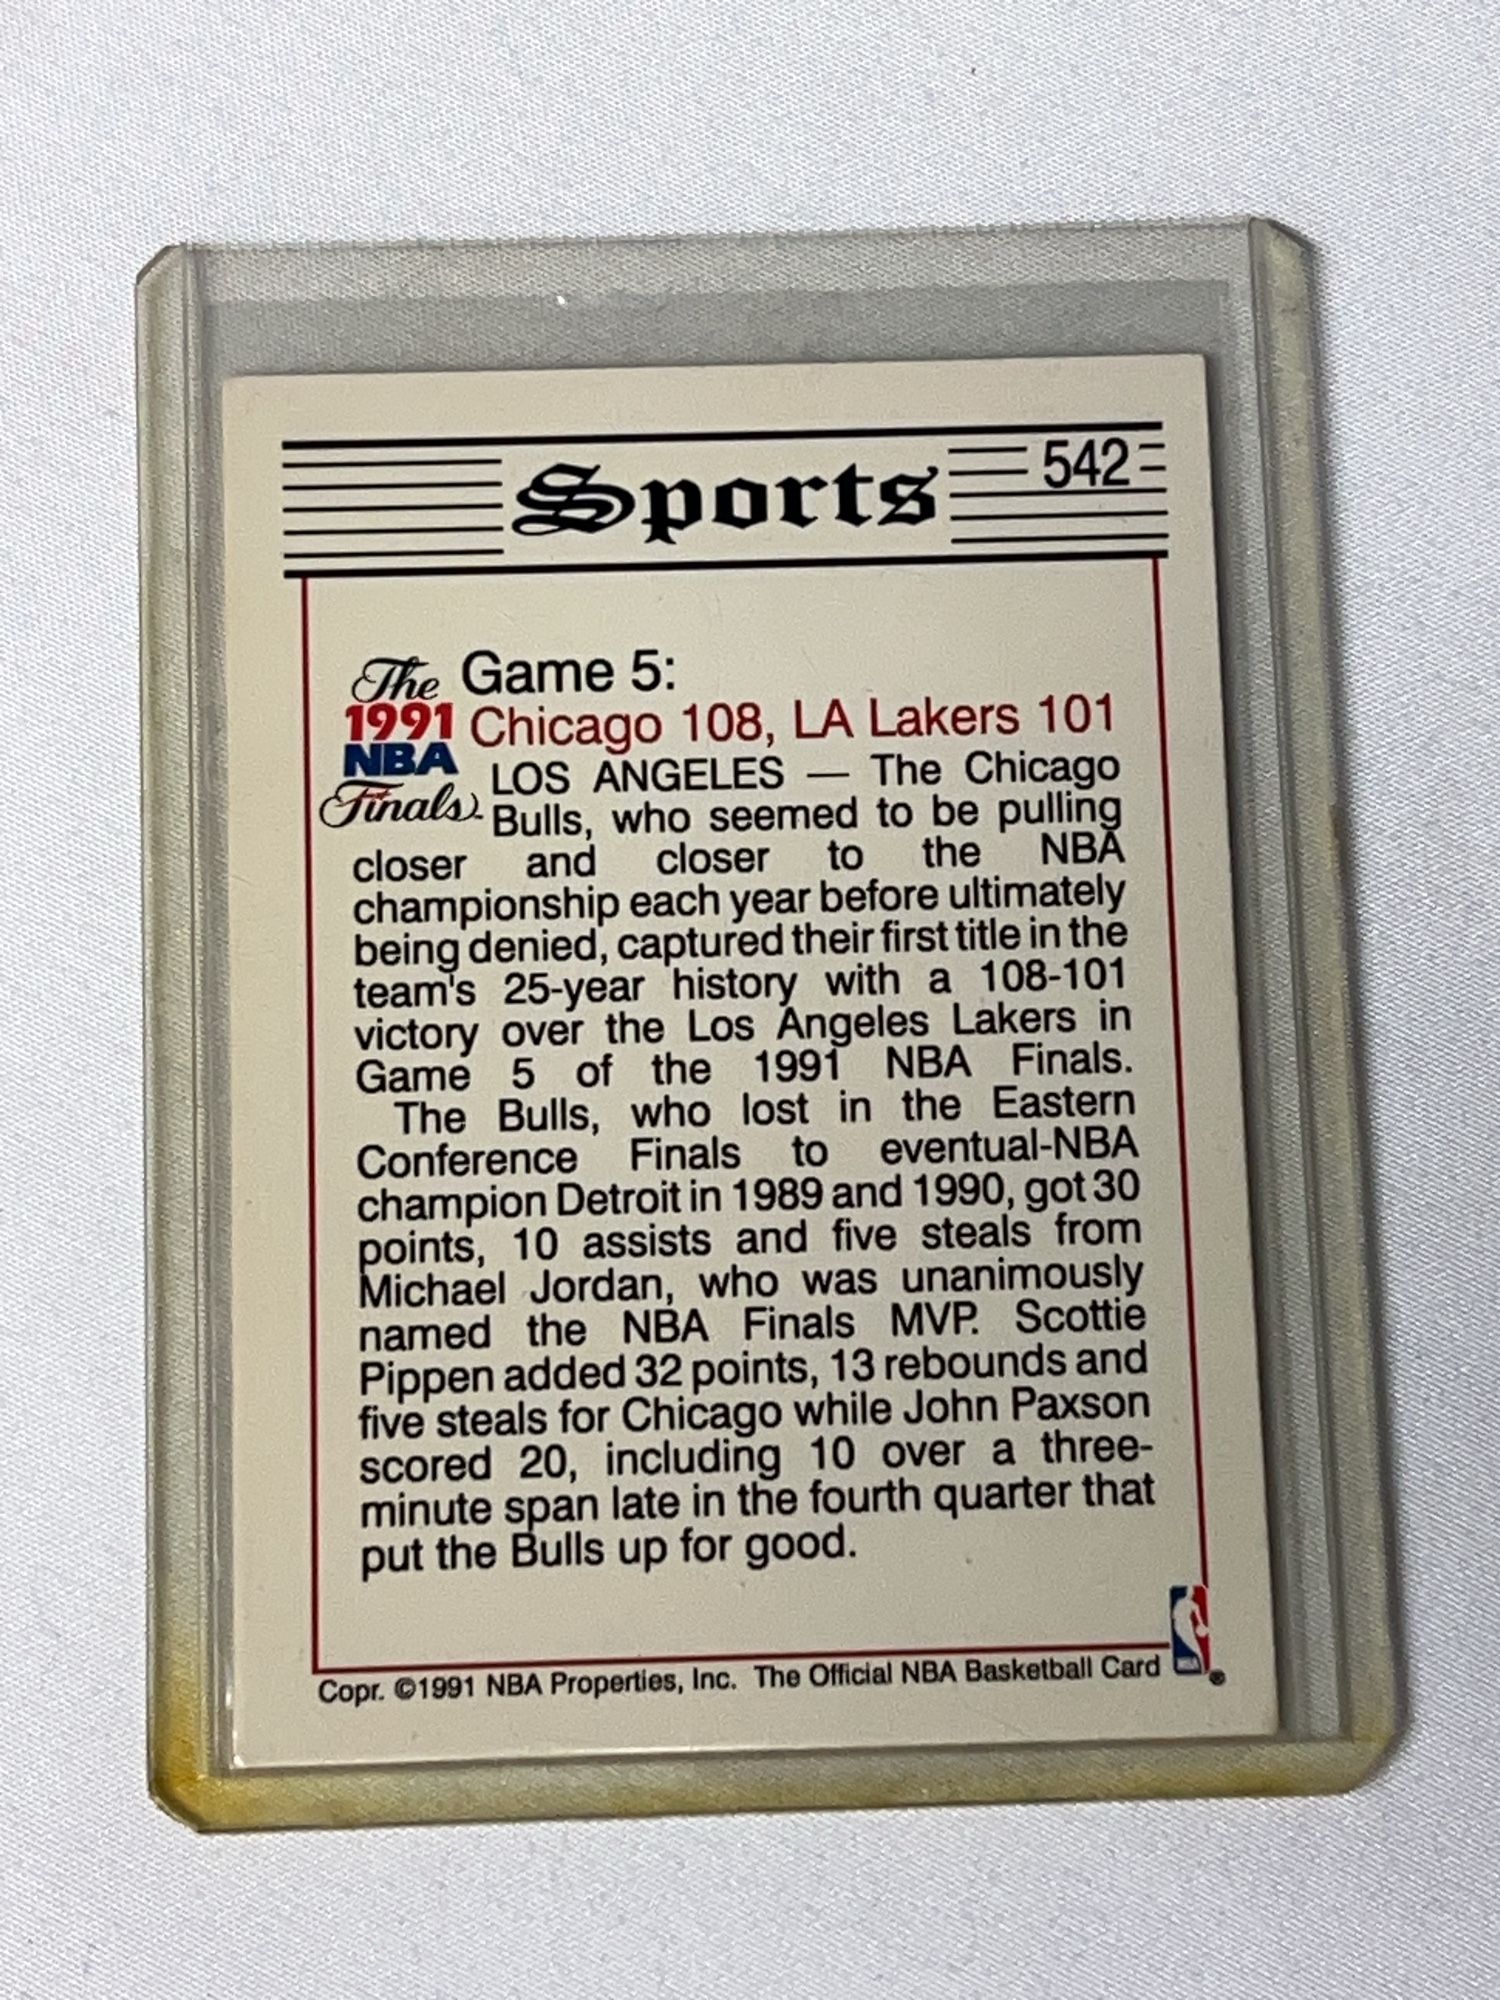 Sports
542
The
1991
NBA
Finals
Game 5:
Chicago 108, LA Lakers 101
LOS ANGELES — The Chicago
Bulls, who seemed to be pulling
closer and closer to the NBA
championship each year before ultimately
being denied, captured their first title in the
team's 25-year history with a 108-101
victory over the Los Angeles Lakers in
Game 5 of the 1991 NBA Finals.
The Bulls, who lost in the Eastern
Conference Finals to eventual-NBA
champion Detroit in 1989 and 1990, got 30
points, 10 assists and five steals from
Michael Jordan, who was unanimously
named the NBA Finals MVP. Scottie
Pippen added 32 points, 13 rebounds and
five steals for Chicago while John Paxson
scored 20, including 10 over a three-
minute span late in the fourth quarter that
put the Bulls up for good.
Copr. ©1991 NBA Properties, Inc. The Official NBA Basketball Card
NBA
®